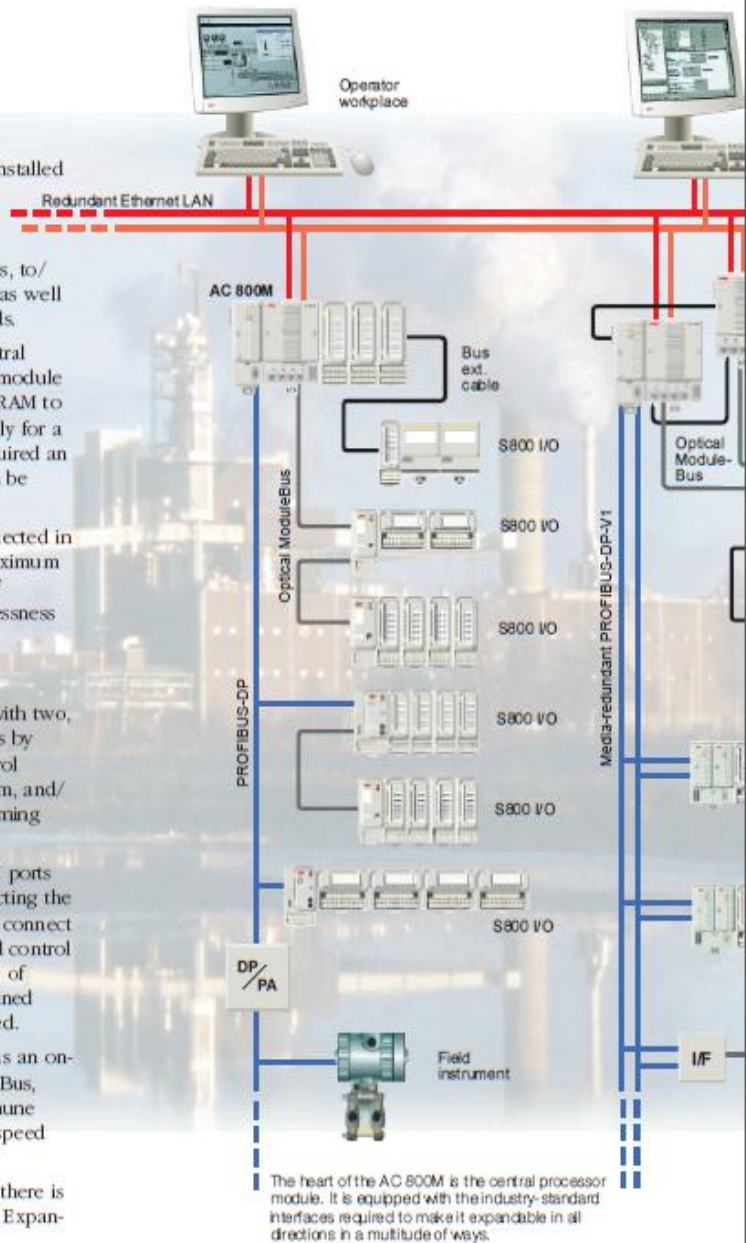 Operator
workplace
nstalled
Redundant Ethernet LAN
s, to/
as well
ls.
AC 800M
tral
module
RAM to
ly for a
uired an
be
Bus
ext.
cable
Optical
Module-
Bus
S800 I/O
ected in
ximum
essness
S800 I/O
Optical ModuleBus
S800 I/O
Media-redundant PROFIBUS-DP-V1
with two,
s by
rol
m, and/
ming
PROFIBUS-DP
S800 I/O
S800 I/O
ports
cting the
connect
l control
of
ined
ed.
S800 I/O
DP/PA
as an on-
Bus,
nune
speed
Field
instrument
I/F
there is
Expan-
The heart of the AC 800M is the central processor
module. It is equipped with the industry-standard
interfaces required to make it expandable in all
directions in a multitude of ways.